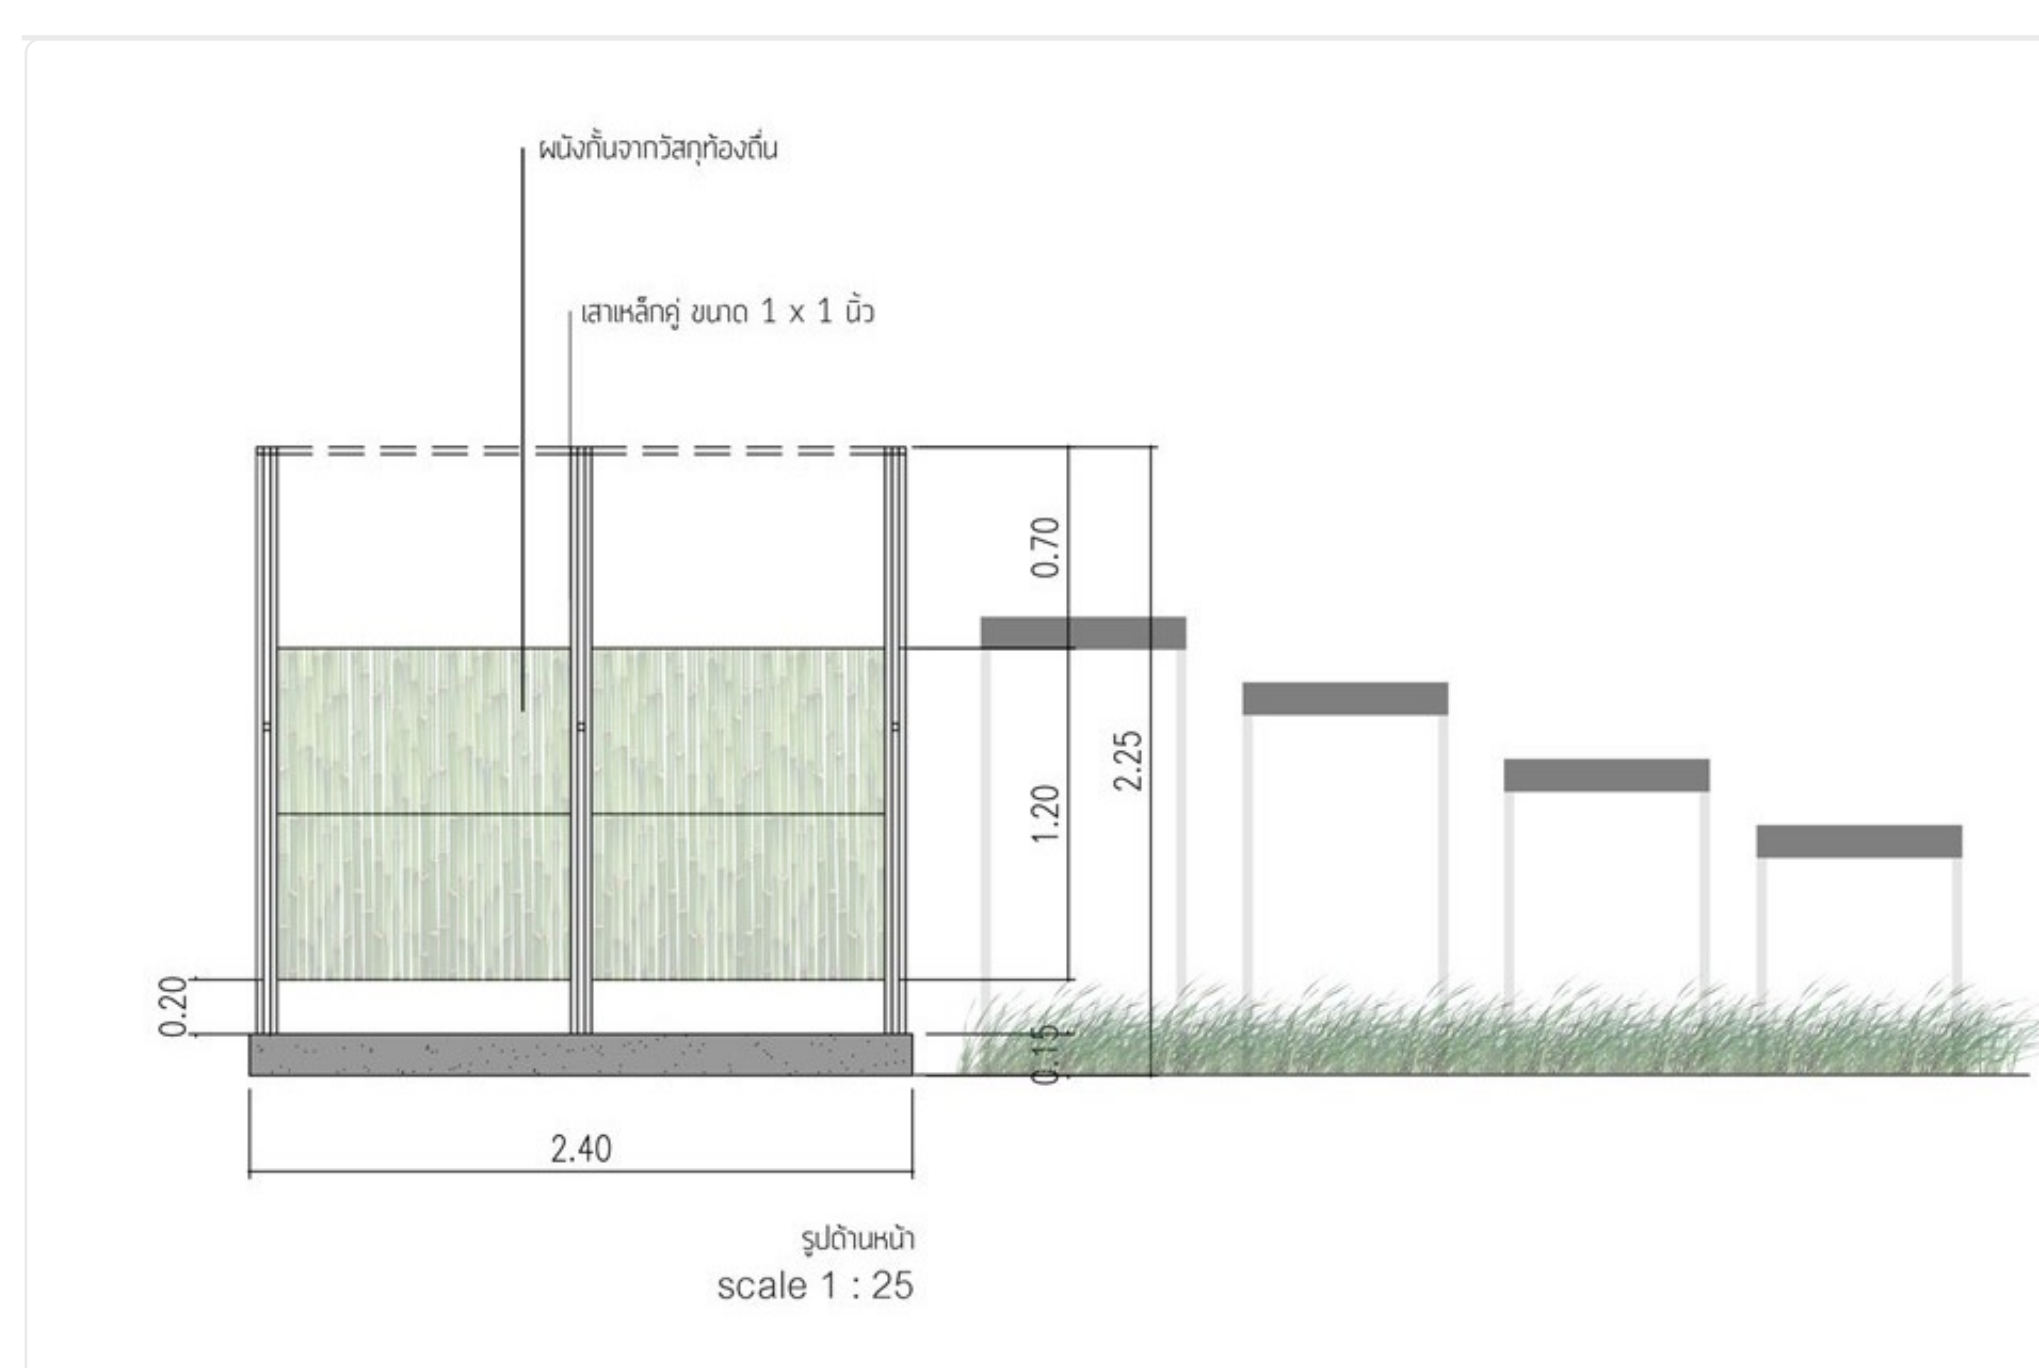 ผนังกั้นจากวัสดุท้องถิ่น
เสาเหล็กคู่ ขนาด 1 x 1 นิ้ว
0.70
2.25
1.20
0.20
0.15
2.40
รูปด้านหน้า
scale 1 : 25